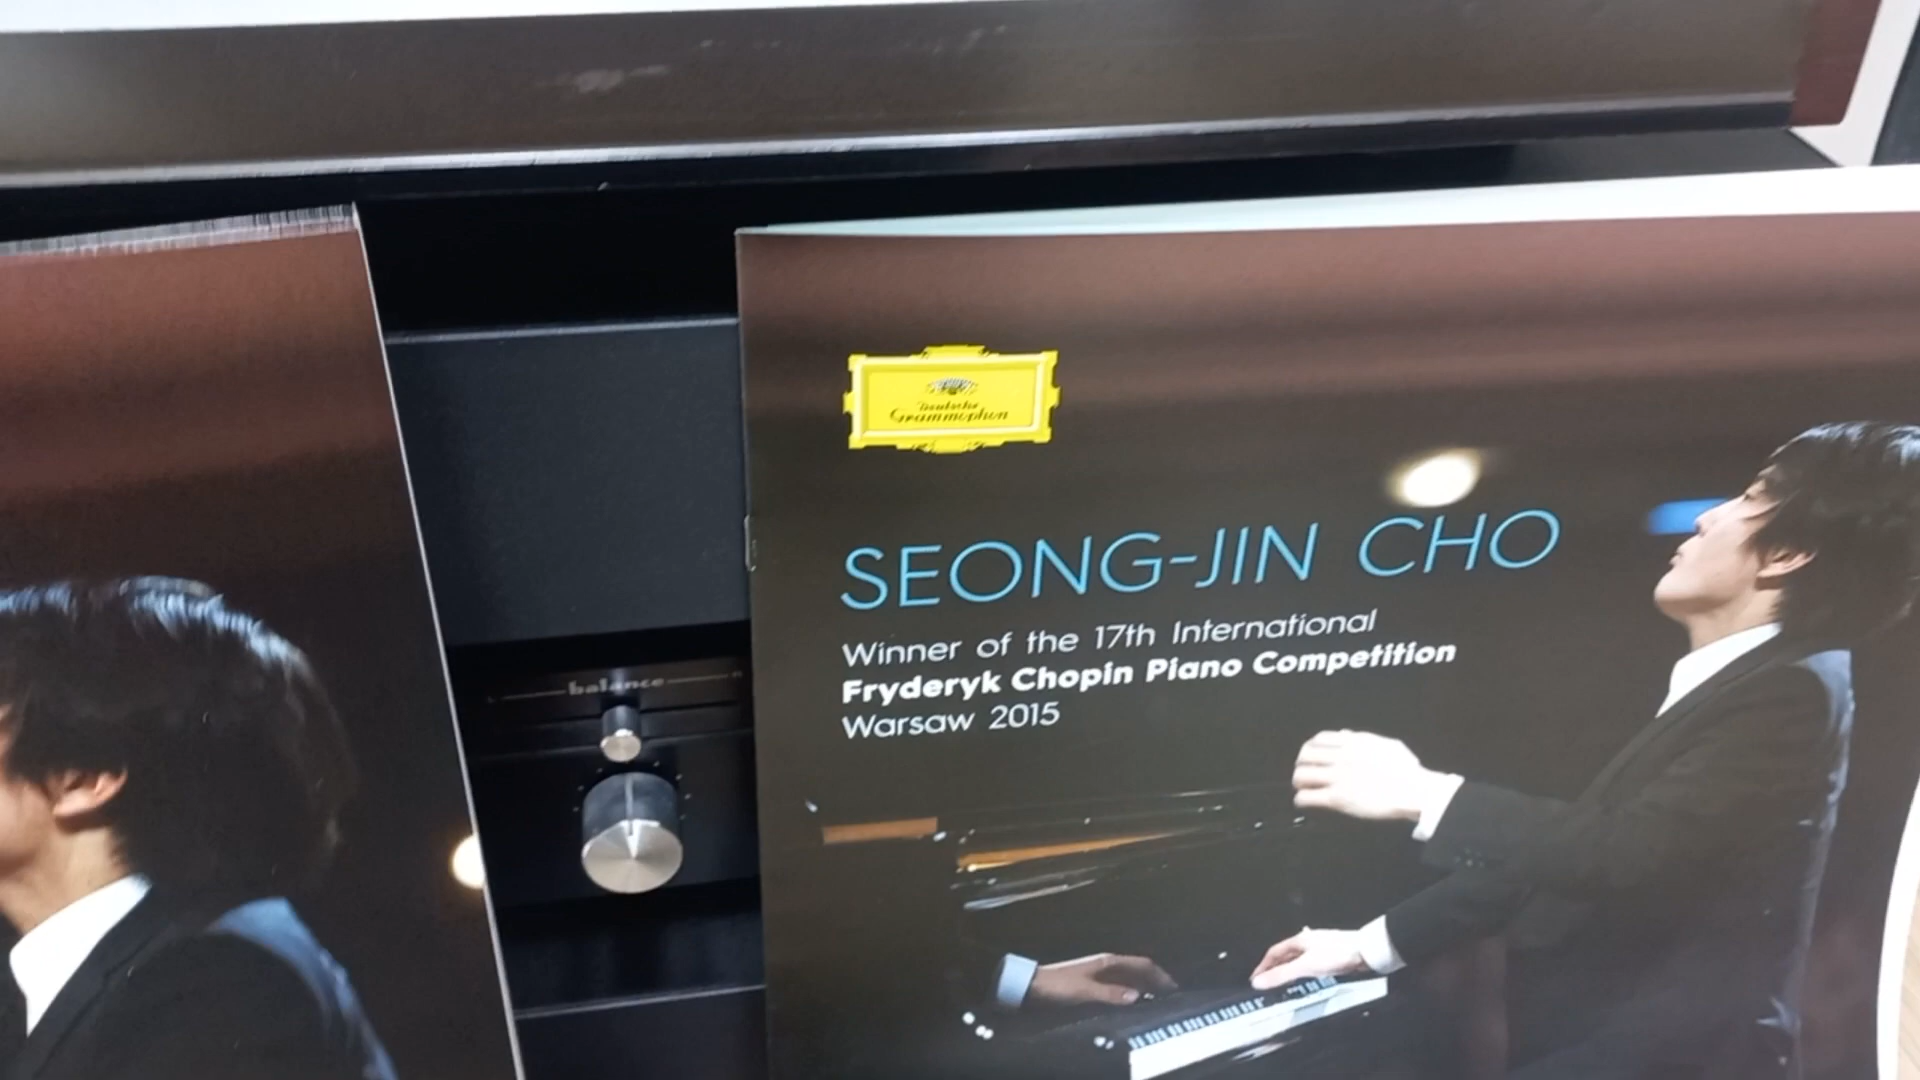 Deutsche
Grammophon
SEONG-JIN CHO
Winner of the 17th International
Fryderyk Chopin Piano Competition
Warsaw 2015
balance